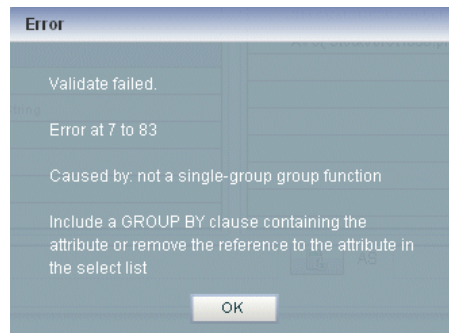 Error
Validate failed.
Error at 7 to 83
Caused by: not a single-group group function
Include a GROUP BY clause containing the
attribute or remove the reference to the attribute in
the select list
AS
OK